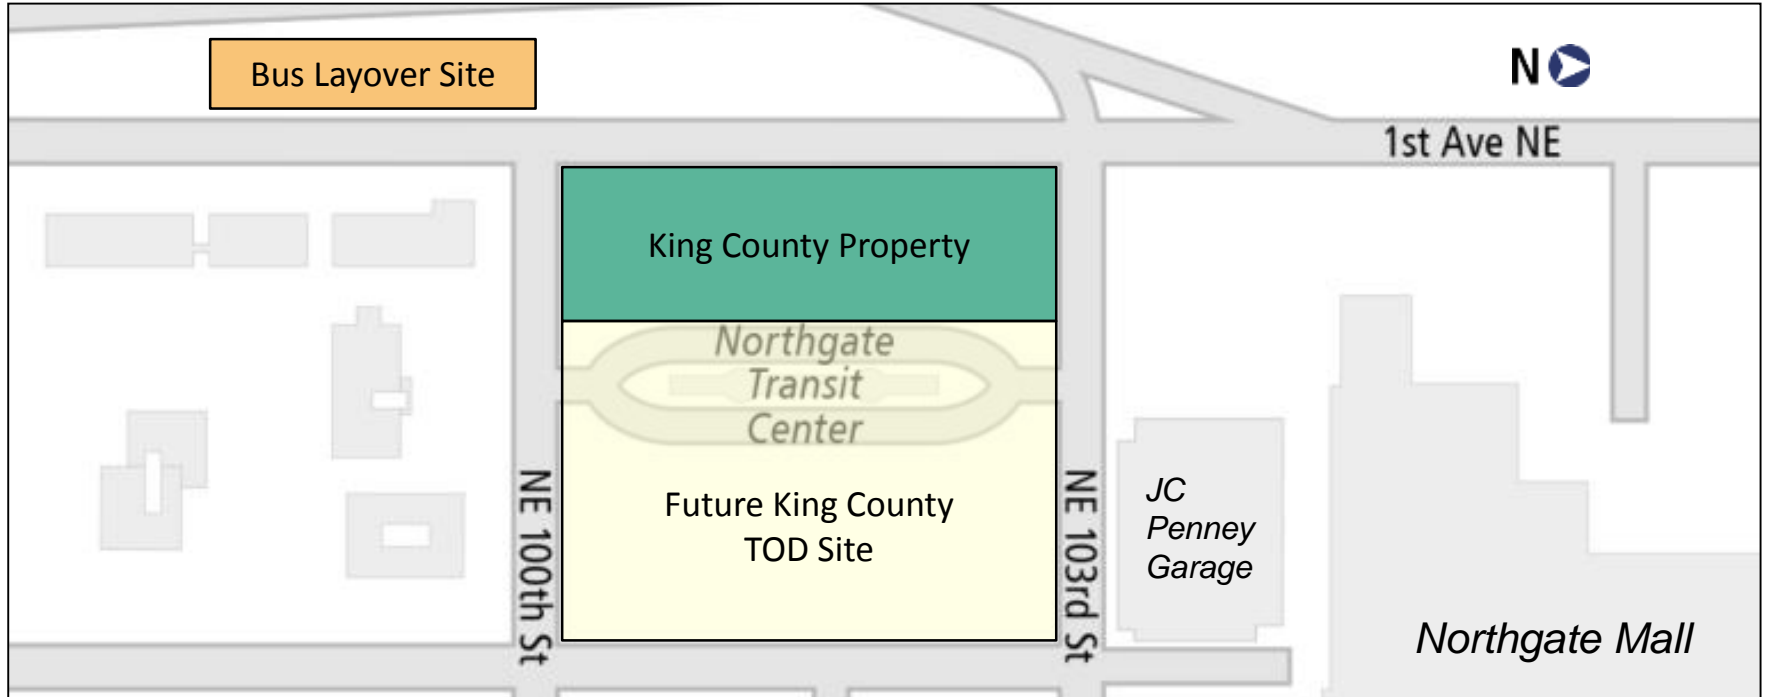 Bus Layover Site
N
1st Ave NE
King County Property
Northgate
Transit
Center
NE 100th St
Future King County
TOD Site
NE 103rd St
JC
Penney
Garage
Northgate Mall